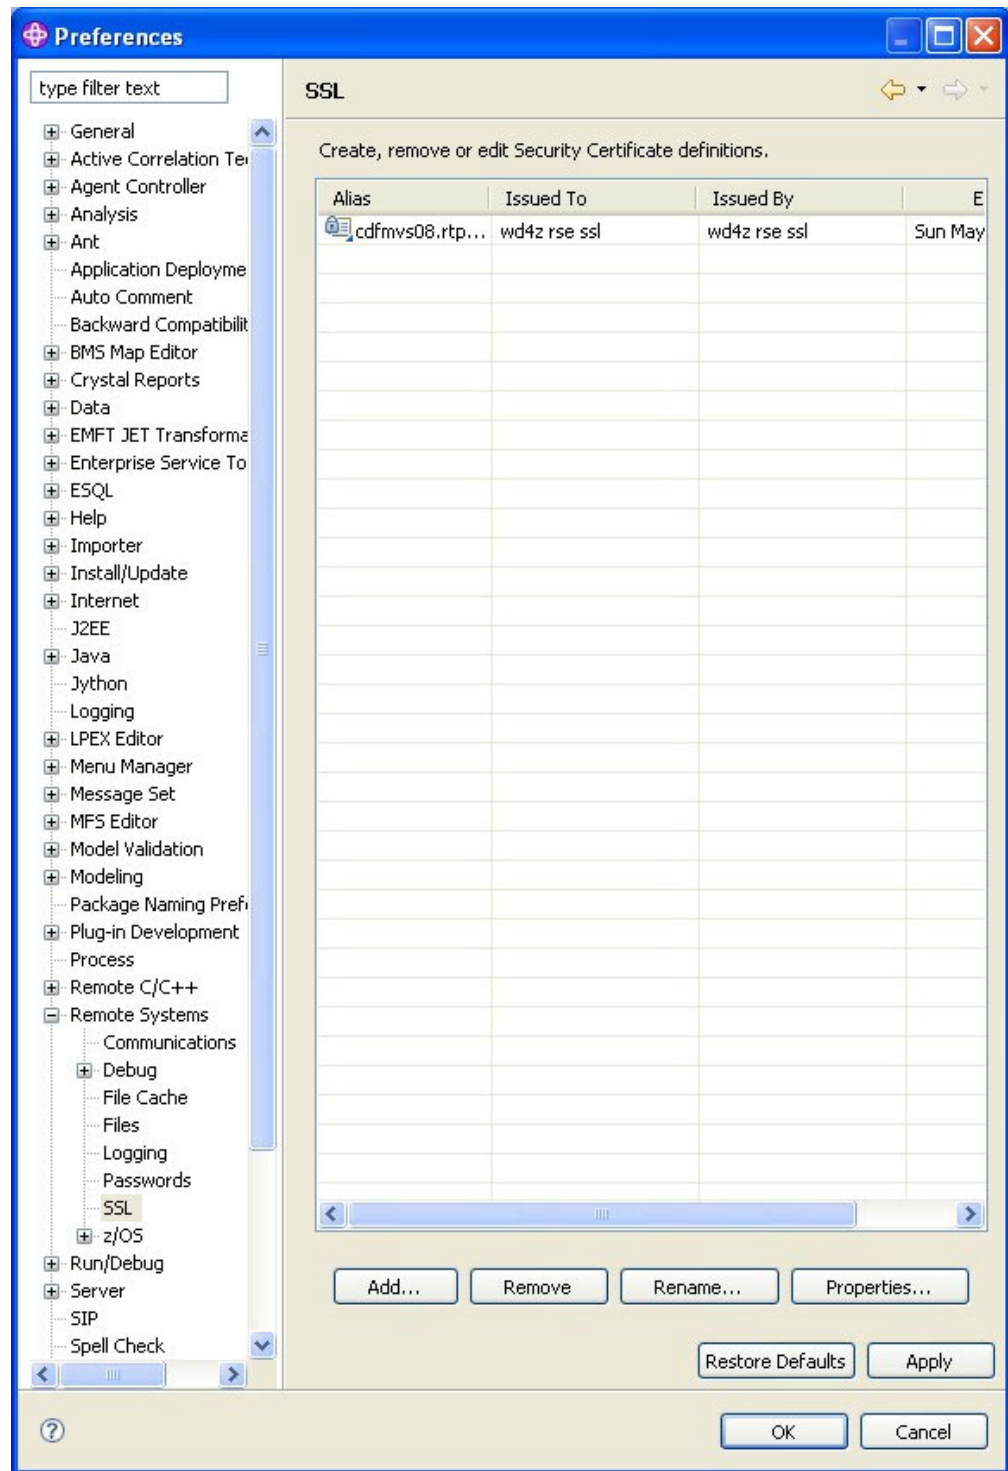 Preferences
type filter text
General
Active Correlation Te
Agent Controller
Analysis
Ant
Application Deployme
Auto Comment
Backward Compatibilit
BMS Map Editor
Crystal Reports
Data
EMFT JET Transforma
Enterprise Service To
ESQL
Help
Importer
Install/Update
Internet
J2EE
Java
Jython
Logging
LPEX Editor
Menu Manager
Message Set
MFS Editor
Model Validation
Modeling
Package Naming Pref
Plug-in Development
Process
Remote C/C++
Remote Systems
Communications
Debug
File Cache
Files
Logging
Passwords
SSL
z/OS
Run/Debug
Server
SIP
Spell Check
SSL
Create, remove or edit Security Certificate definitions.
Alias Issued To Issued By E
cdfmvs08.rtp... wd4z rse ssl wd4z rse ssl Sun May
Add... Remove Rename... Properties...
Restore Defaults Apply
OK Cancel